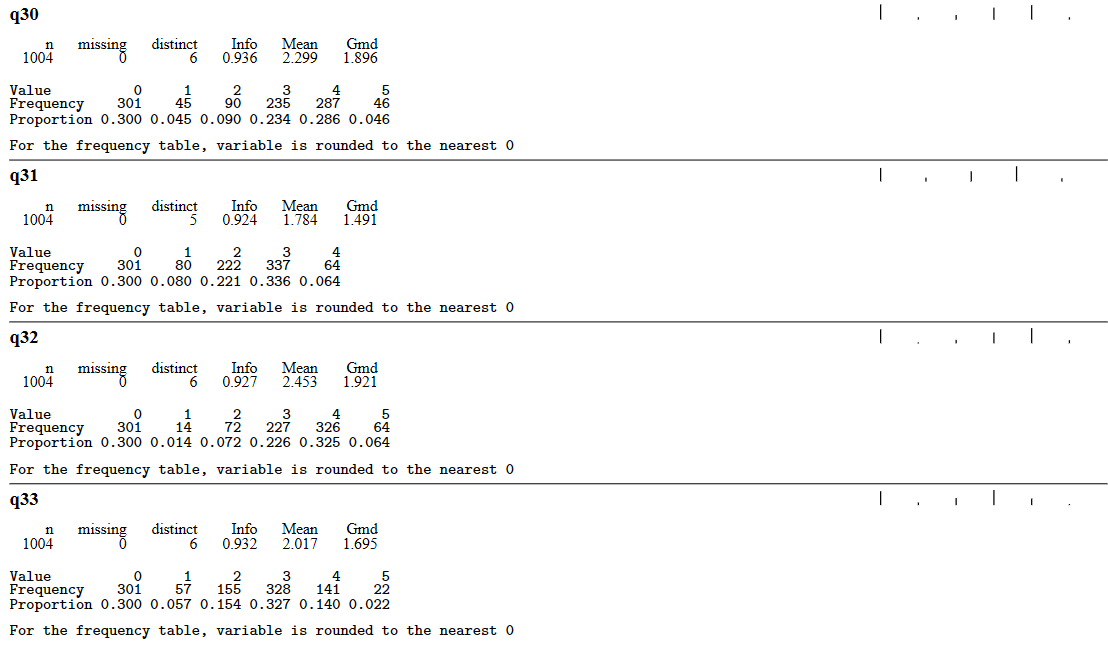 q30
n missing distinct Info Mean Gmd
1004 0 6 0.936 2.299 1.896
Value 0 1 2 3 4 5
Frequency 301 45 90 235 287 46
Proportion 0.300 0.045 0.090 0.234 0.286 0.046
For the frequency table, variable is rounded to the nearest 0
q31
n missing distinct Info Mean Gmd
1004 0 5 0.924 1.784 1.491
Value 0 1 2 3 4
Frequency 301 80 222 337 64
Proportion 0.300 0.080 0.221 0.336 0.064
For the frequency table, variable is rounded to the nearest 0
q32
n missing distinct Info Mean Gmd
1004 0 6 0.927 2.453 1.921
Value 0 1 2 3 4 5
Frequency 301 14 72 227 326 64
Proportion 0.300 0.014 0.072 0.226 0.325 0.064
For the frequency table, variable is rounded to the nearest 0
q33
n missing distinct Info Mean Gmd
1004 0 6 0.932 2.017 1.695
Value 0 1 2 3 4 5
Frequency 301 57 155 328 141 22
Proportion 0.300 0.057 0.154 0.327 0.140 0.022
For the frequency table, variable is rounded to the nearest 0